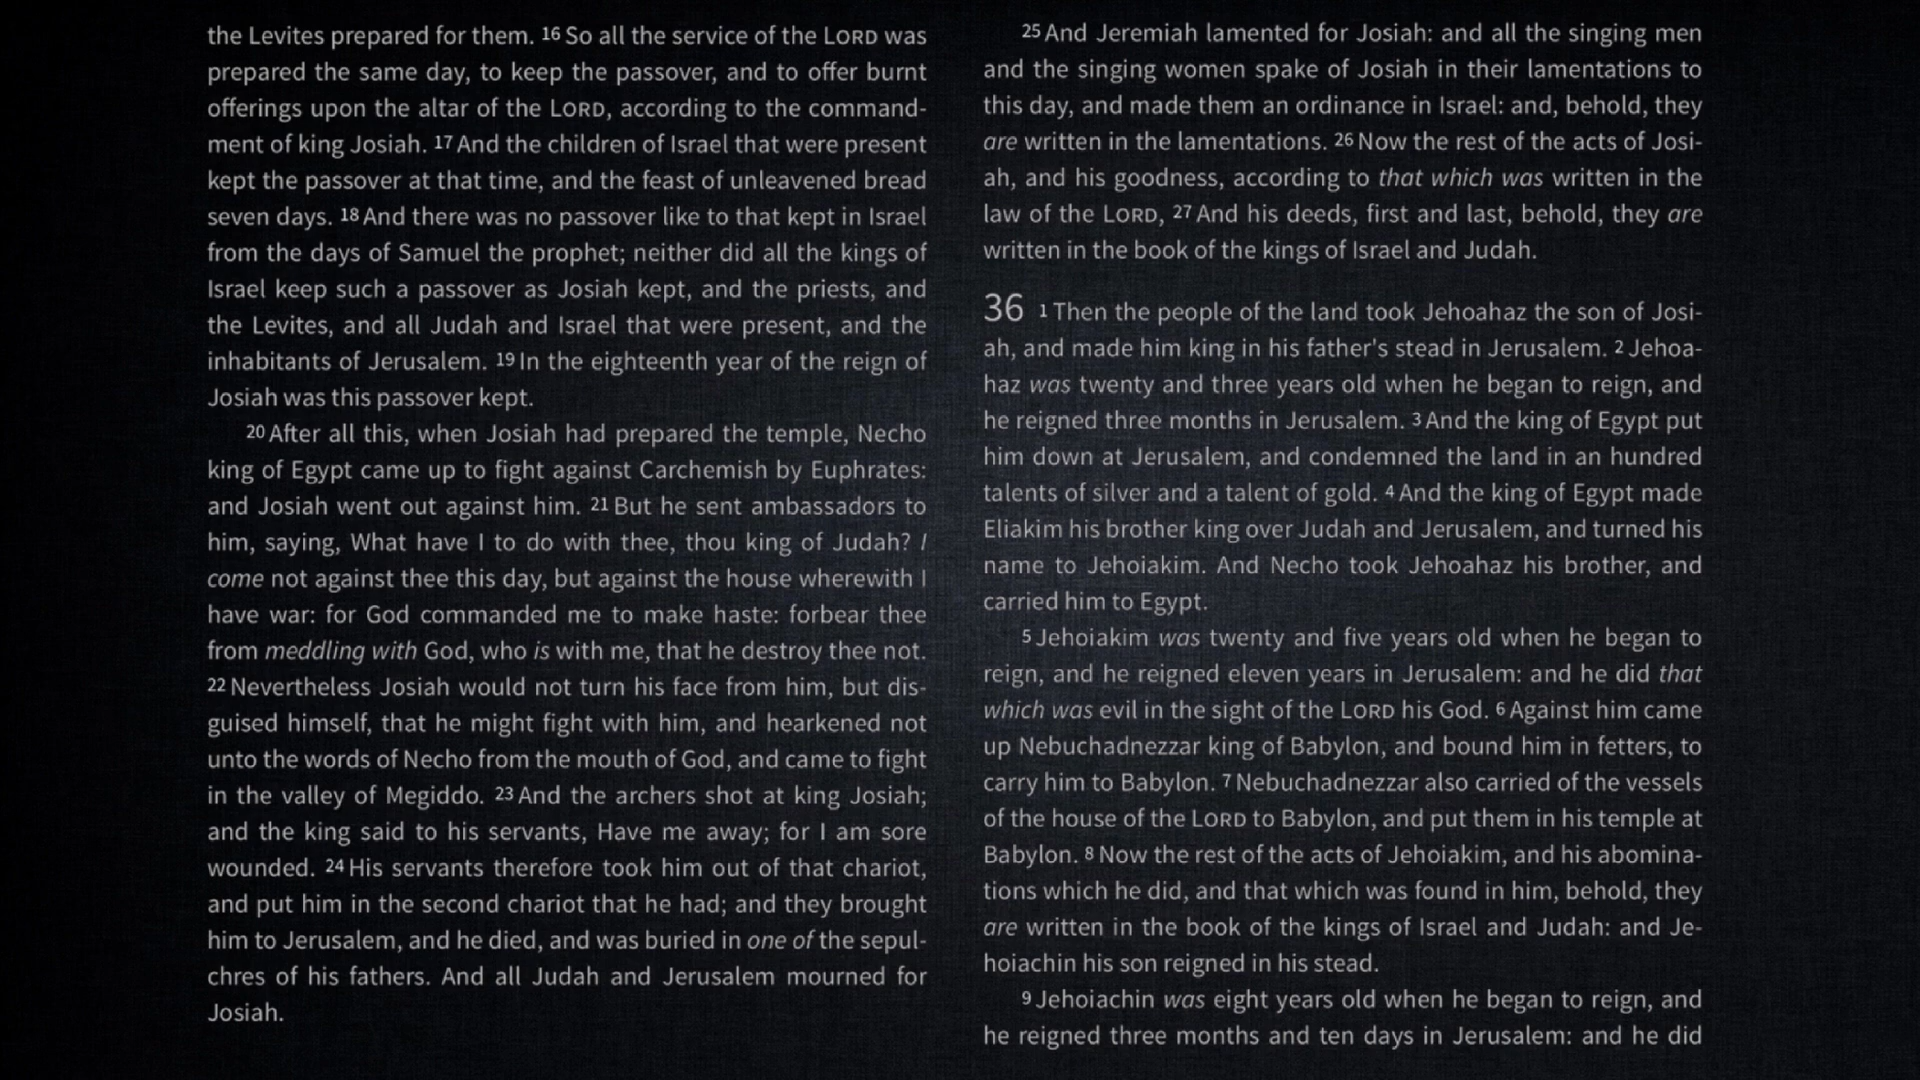 the Levites prepared for them. 16 So all the service of the LORD was
prepared the same day, to keep the passover, and to offer burnt
offerings upon the altar of the LORD, according to the command-
ment of king Josiah. 17 And the children of Israel that were present
kept the passover at that time, and the feast of unleavened bread
seven days. 18 And there was no passover like to that kept in Israel
from the days of Samuel the prophet; neither did all the kings of
Israel keep such a passover as Josiah kept, and the priests, and
the Levites, and all Judah and Israel that were present, and the
inhabitants of Jerusalem. 19 In the eighteenth year of the reign of
Josiah was this passover kept.
20 After all this, when Josiah had prepared the temple, Necho
king of Egypt came up to fight against Carchemish by Euphrates:
and Josiah went out against him. 21 But he sent ambassadors to
him, saying, What have I to do with thee, thou king of Judah? I
come not against thee this day, but against the house wherewith I
have war: for God commanded me to make haste: forbear thee
from meddling with God, who is with me, that he destroy thee not.
22 Nevertheless Josiah would not turn his face from him, but dis-
guised himself, that he might fight with him, and hearkened not
unto the words of Necho from the mouth of God, and came to fight
in the valley of Megiddo. 23 And the archers shot at king Josiah;
and the king said to his servants, Have me away; for I am sore
wounded. 24 His servants therefore took him out of that chariot,
and put him in the second chariot that he had; and they brought
him to Jerusalem, and he died, and was buried in one of the sepul-
chres of his fathers. And all Judah and Jerusalem mourned for
Josiah.
25 And Jeremiah lamented for Josiah: and all the singing men
and the singing women spake of Josiah in their lamentations to
this day, and made them an ordinance in Israel: and, behold, they
are written in the lamentations. 26 Now the rest of the acts of Josi-
ah, and his goodness, according to that which was written in the
law of the LORD, 27 And his deeds, first and last, behold, they are
written in the book of the kings of Israel and Judah.
36 1 Then the people of the land took Jehoahaz the son of Josi-
ah, and made him king in his father's stead in Jerusalem. 2 Jehoa-
haz was twenty and three years old when he began to reign, and
he reigned three months in Jerusalem. 3 And the king of Egypt put
him down at Jerusalem, and condemned the land in an hundred
talents of silver and a talent of gold. 4 And the king of Egypt made
Eliakim his brother king over Judah and Jerusalem, and turned his
name to Jehoiakim. And Necho took Jehoahaz his brother, and
carried him to Egypt.
5 Jehoiakim was twenty and five years old when he began to
reign, and he reigned eleven years in Jerusalem: and he did that
which was evil in the sight of the LORD his God. 6 Against him came
up Nebuchadnezzar king of Babylon, and bound him in fetters, to
carry him to Babylon. 7 Nebuchadnezzar also carried of the vessels
of the house of the LORD to Babylon, and put them in his temple at
Babylon. 8 Now the rest of the acts of Jehoiakim, and his abomina-
tions which he did, and that which was found in him, behold, they
are written in the book of the kings of Israel and Judah: and Je-
hoiachin his son reigned in his stead.
9 Jehoiachin was eight years old when he began to reign, and
he reigned three months and ten days in Jerusalem: and he did